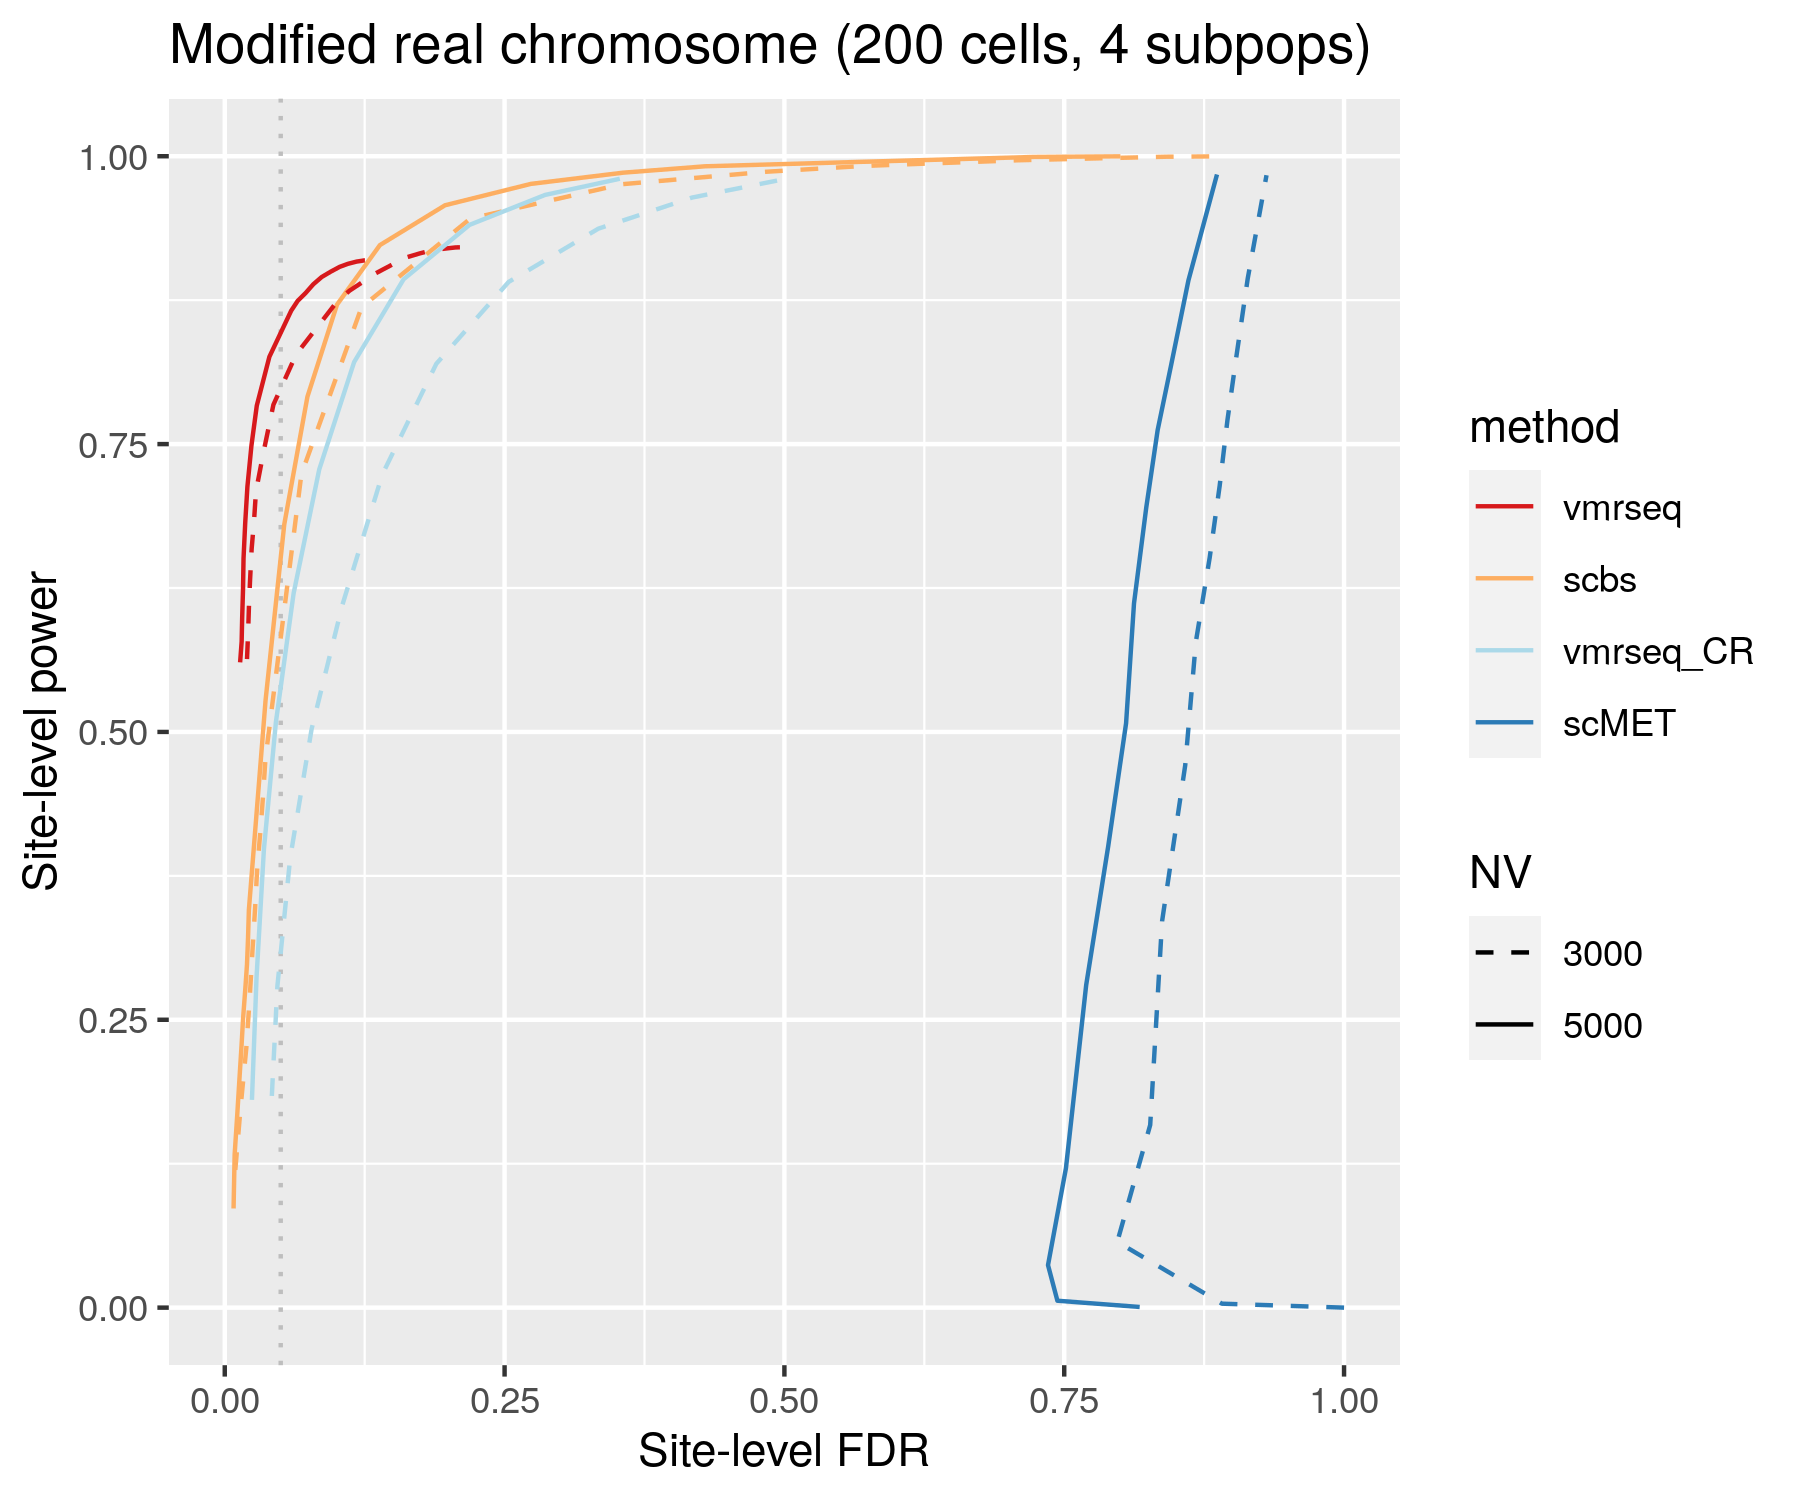 Modified real chromosome (200 cells, 4 subpops)
Site-level power
1.00
0.75
0.50
0.25
0.00
0.00 0.25 0.50 0.75 1.00
Site-level FDR
method
vmrseq
scbs
vmrseq_CR
scMET
NV
3000
5000